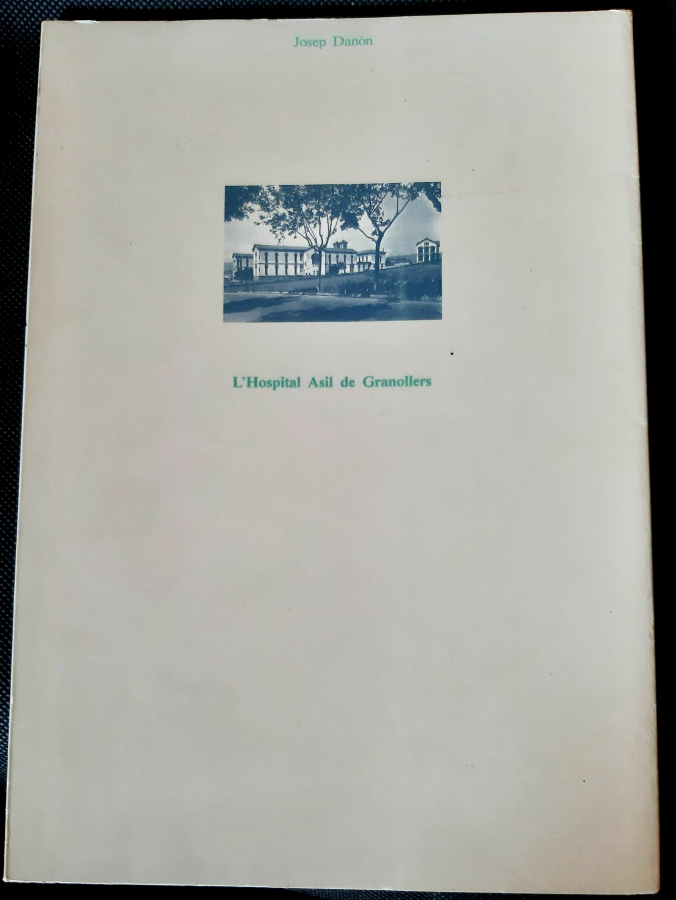 Josep Danón
L'Hospital Asil de Granollers